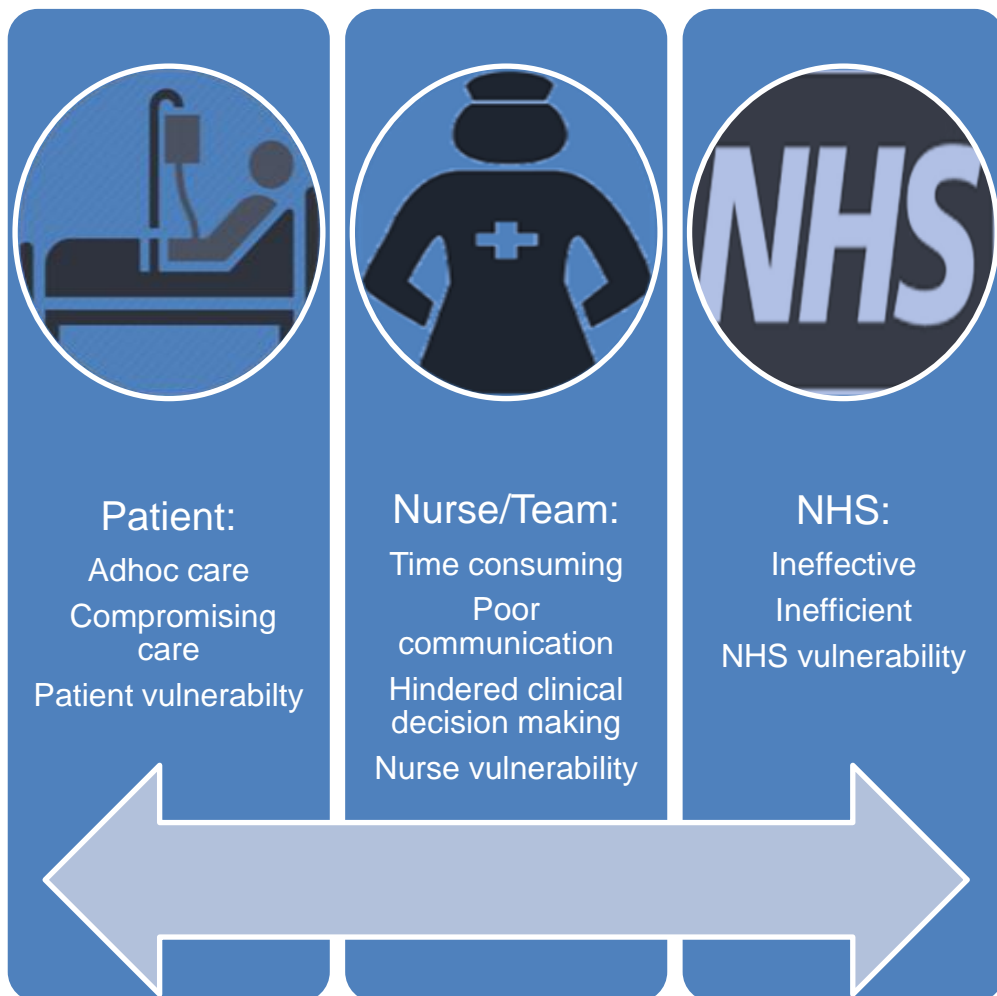 NHS
Patient:
Adhoc care
Compromising
care
Patient vulnerabilty
Nurse/Team:
Time consuming
Poor
communication
Hindered clinical
decision making
Nurse vulnerability
NHS:
Ineffective
Inefficient
NHS vulnerability